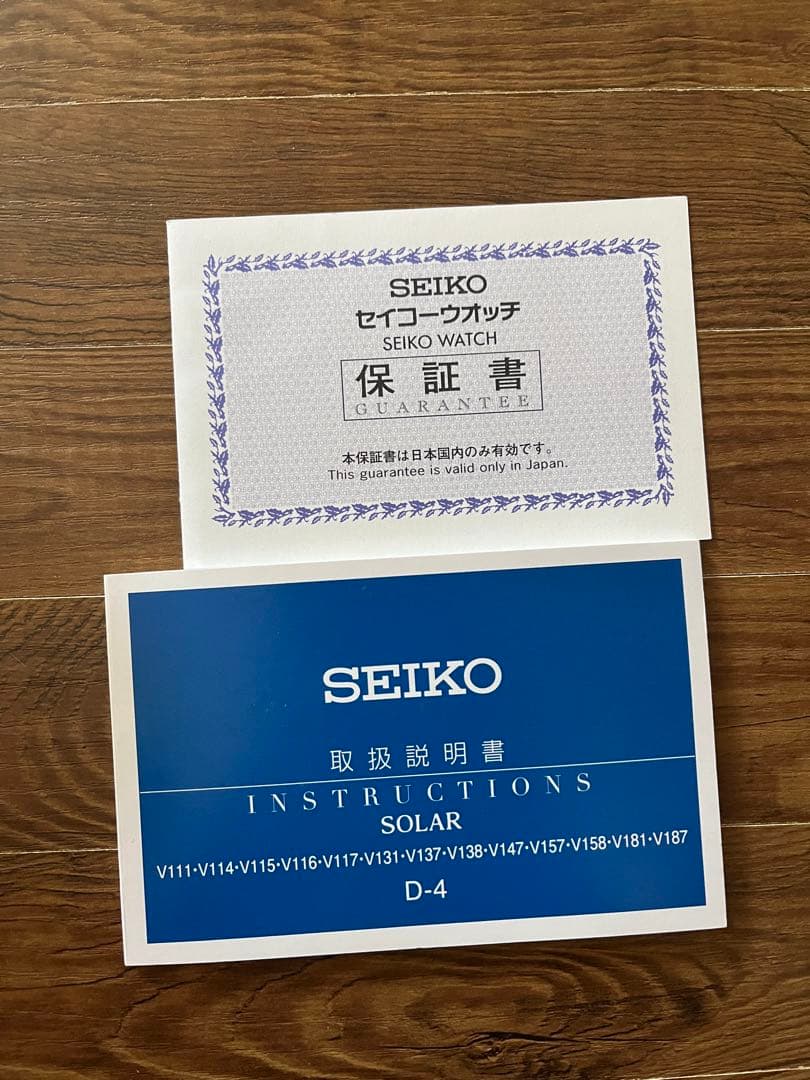 SEIKO
セイコーウオッチ
SEIKO WATCH
保証書
GUARANTEE
本保証書は日本国内のみ有効です。
This guarantee is valid only in Japan.
SEIKO
取扱説明書
INSTRUCTIONS
SOLAR
V111・V114・V115・V116・V117・V131・V137・V138・V147・V157・V158・V181・V187
D-4